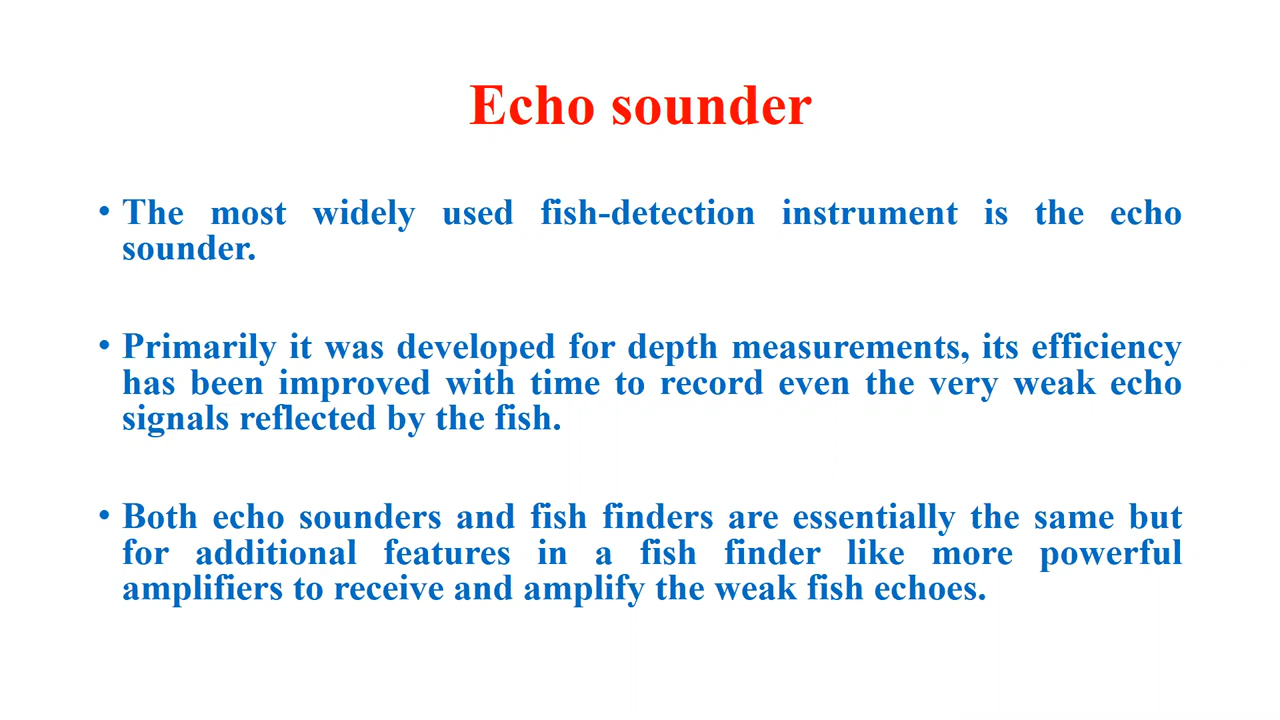 Echo sounder
• The most widely used fish-detection instrument is the echo
sounder.
• Primarily it was developed for depth measurements, its efficiency
has been improved with time to record even the very weak echo
signals reflected by the fish.
• Both echo sounders and fish finders are essentially the same but
for additional features in a fish finder like more powerful
amplifiers to receive and amplify the weak fish echoes.